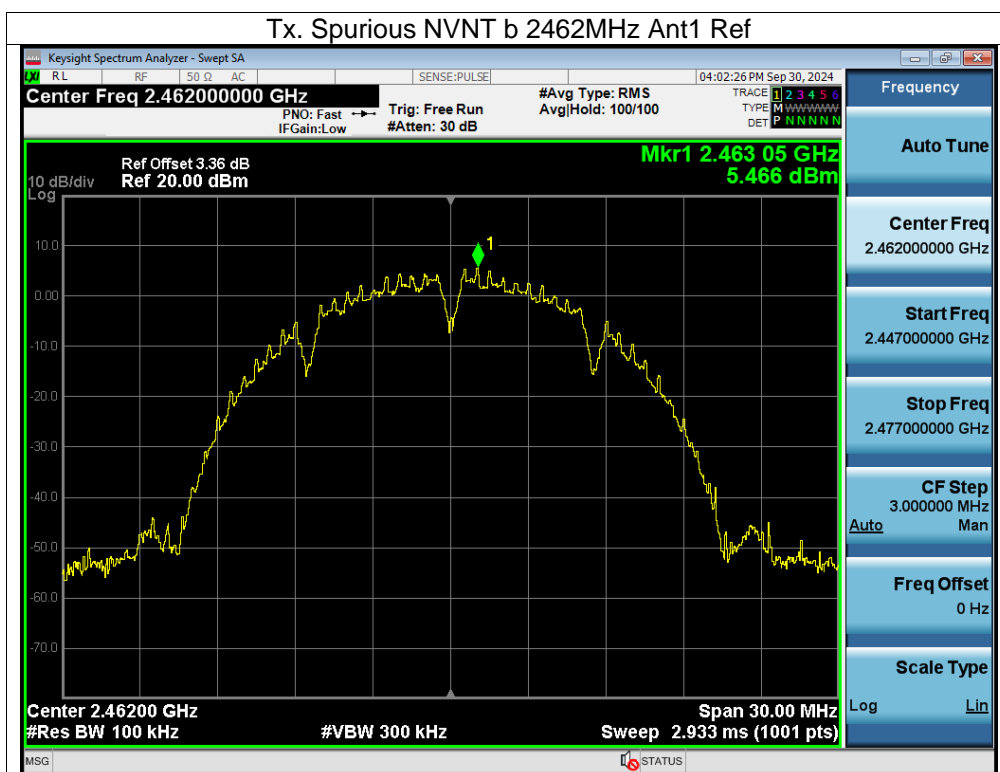 Tx. Spurious NVNT b 2462MHz Ant1 Ref
Keysight Spectrum Analyzer - Swept SA
LXI RL RF 50 Ω AC SENSE:PULSE 04:02:26 PM Sep 30, 2024
Center Freq 2.462000000 GHz
PNO: Fast
IFGain:Low
Trig: Free Run
#Atten: 30 dB
#Avg Type: RMS
Avg|Hold: 100/100
TRACE 1 2 3 4 5 6
TYPE M WWWWW
DET P N N N N N
Frequency
Auto Tune
Center Freq
2.462000000 GHz
Start Freq
2.447000000 GHz
Stop Freq
2.477000000 GHz
CF Step
3.000000 MHz
Auto Man
Freq Offset
0 Hz
Scale Type
Log Lin
Mkr1 2.463 05 GHz
5.466 dBm
Ref Offset 3.36 dB
10 dB/div Ref 20.00 dBm
Log
1
10.0
0.00
-10.0
-20.0
-30.0
-40.0
-50.0
-60.0
-70.0
Center 2.46200 GHz Span 30.00 MHz
#Res BW 100 kHz #VBW 300 kHz Sweep 2.933 ms (1001 pts)
MSG STATUS